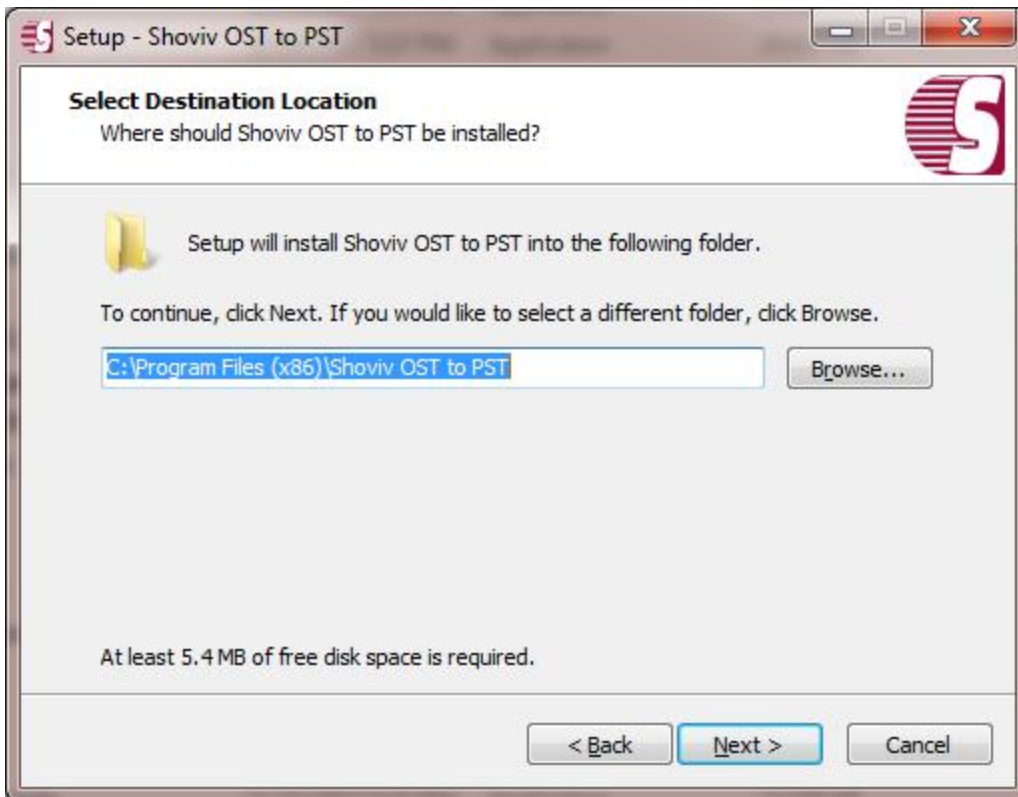 Setup - Shoviv OST to PST
Select Destination Location
Where should Shoviv OST to PST be installed?
Setup will install Shoviv OST to PST into the following folder.
To continue, click Next. If you would like to select a different folder, click Browse.
C:\Program Files (x86)\Shoviv OST to PST
Browse...
At least 5.4 MB of free disk space is required.
< Back
Next >
Cancel